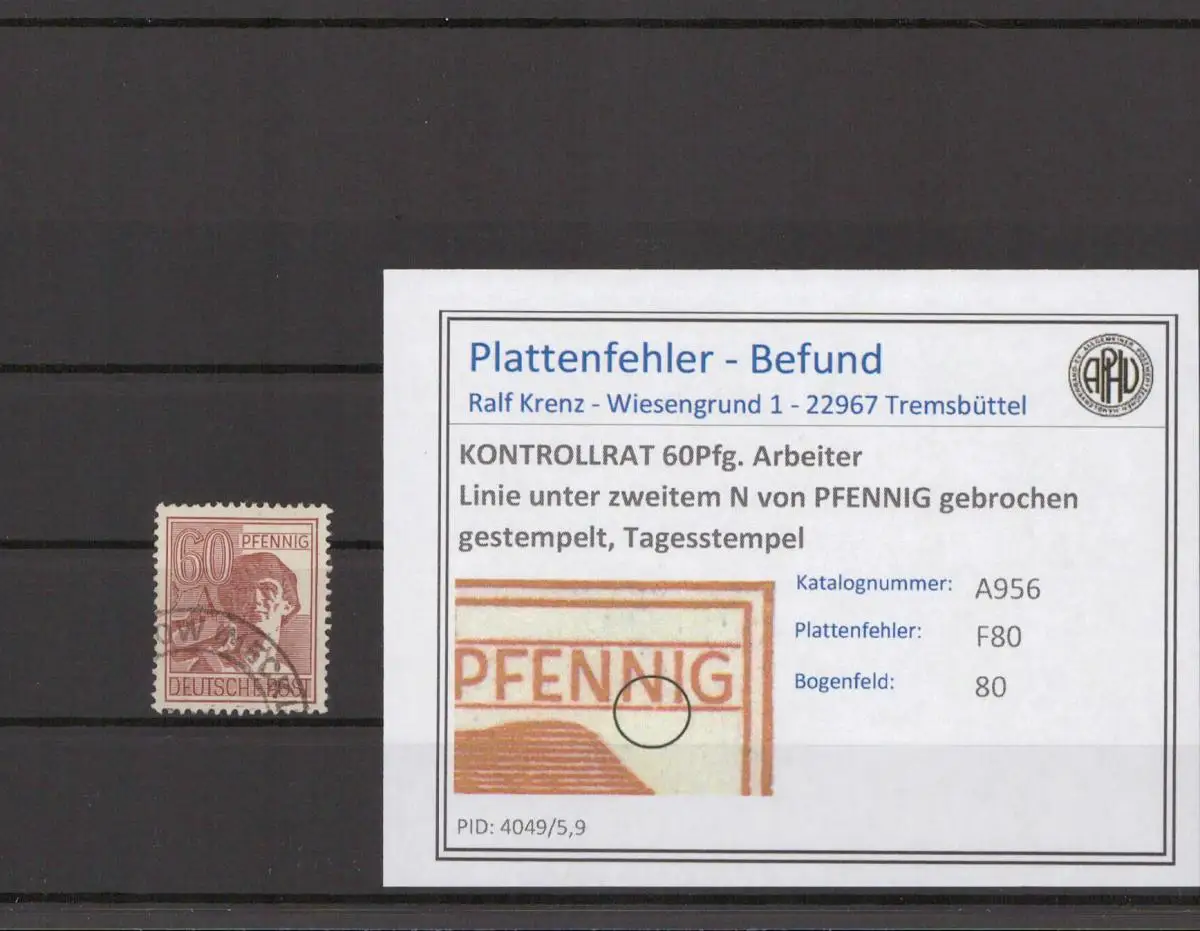 60 PFENNIG
DEUTSCHE POST
Plattenfehler - Befund
Ralf Krenz - Wiesengrund 1 - 22967 Tremsbüttel
APHV
KONTROLLRAT 60Pfg. Arbeiter
Linie unter zweitem N von PFENNIG gebrochen
gestempelt, Tagesstempel
PFENNIG
Katalognummer: A956
Plattenfehler: F80
Bogenfeld: 80
PID: 4049/5,9